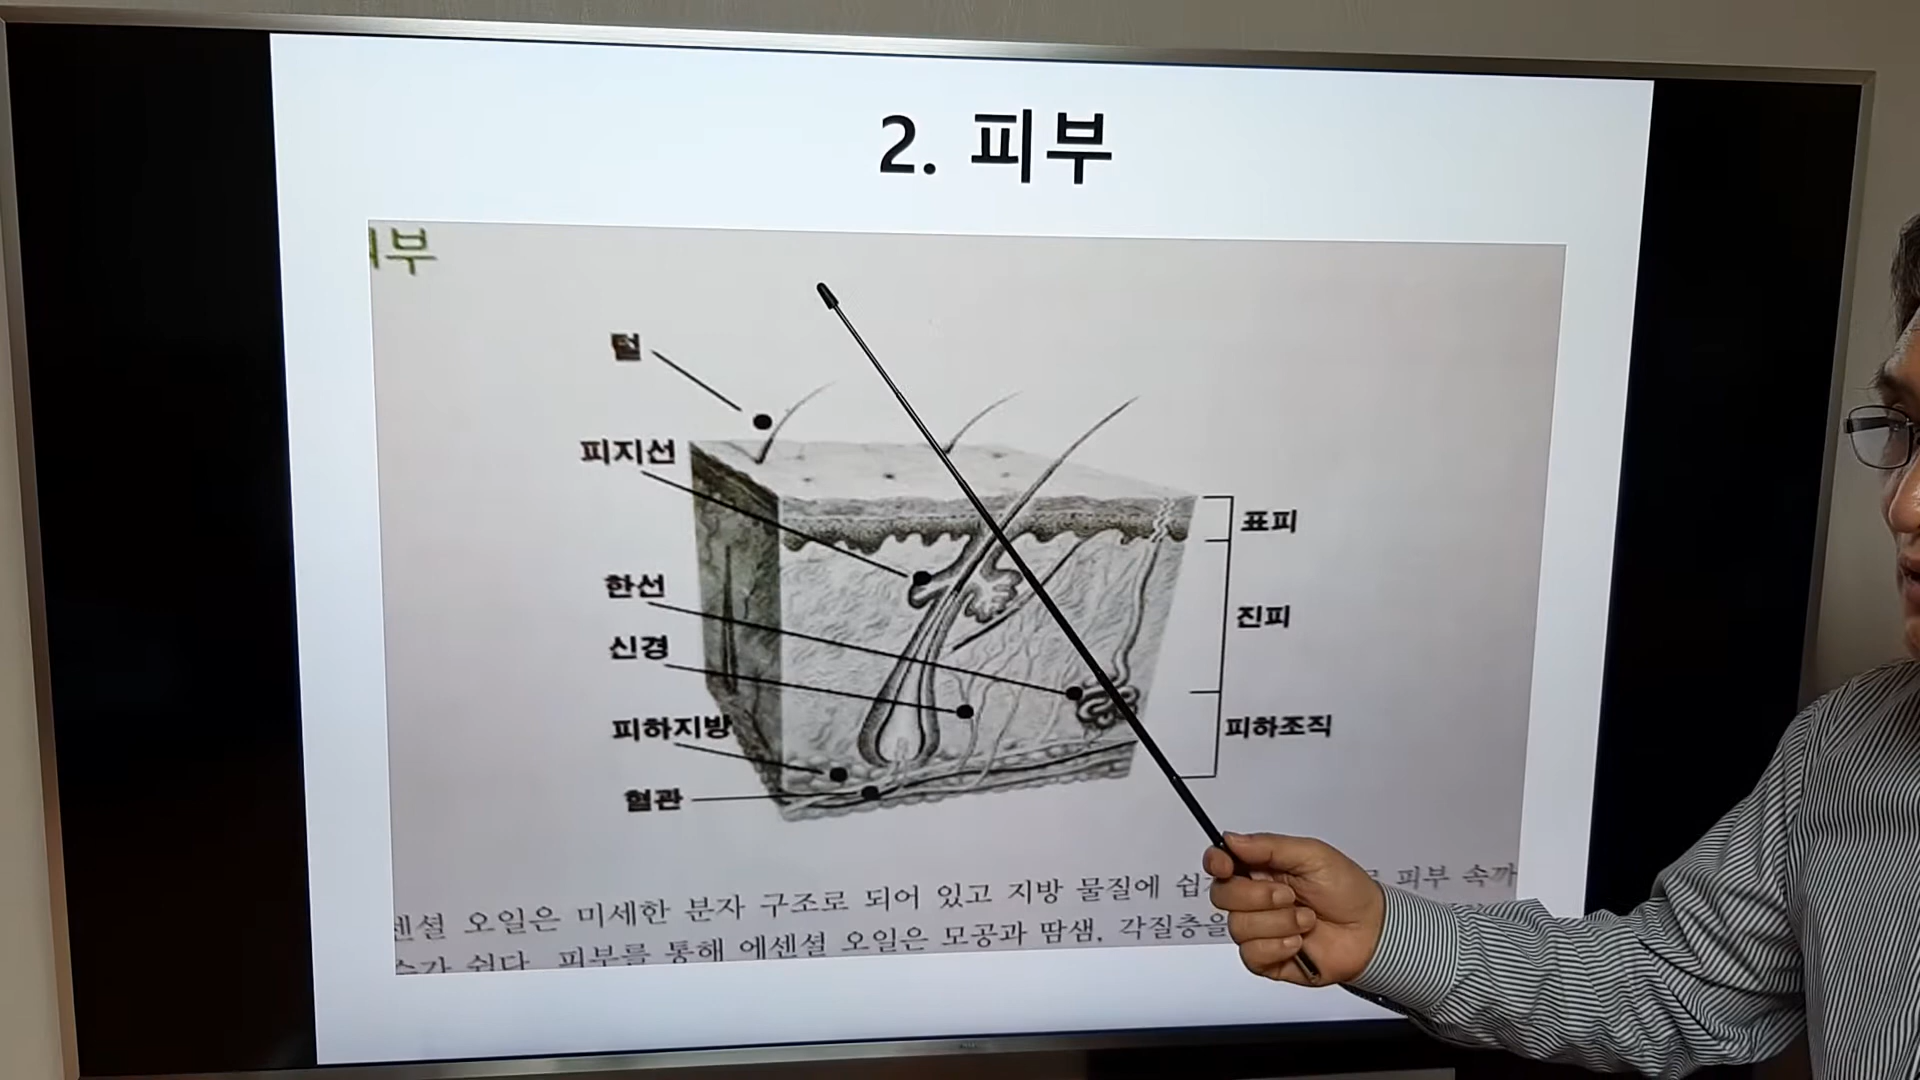 2. 피부
부
털
피지선
한선
신경
피하지방
혈관
표피
진피
피하조직
센셜 오일은 미세한 분자 구조로 되어 있고 지방 물질에 피부 속까
쉽다. 피부를 통해 에센셜 오일은 모공과 땀샘, 각질층을